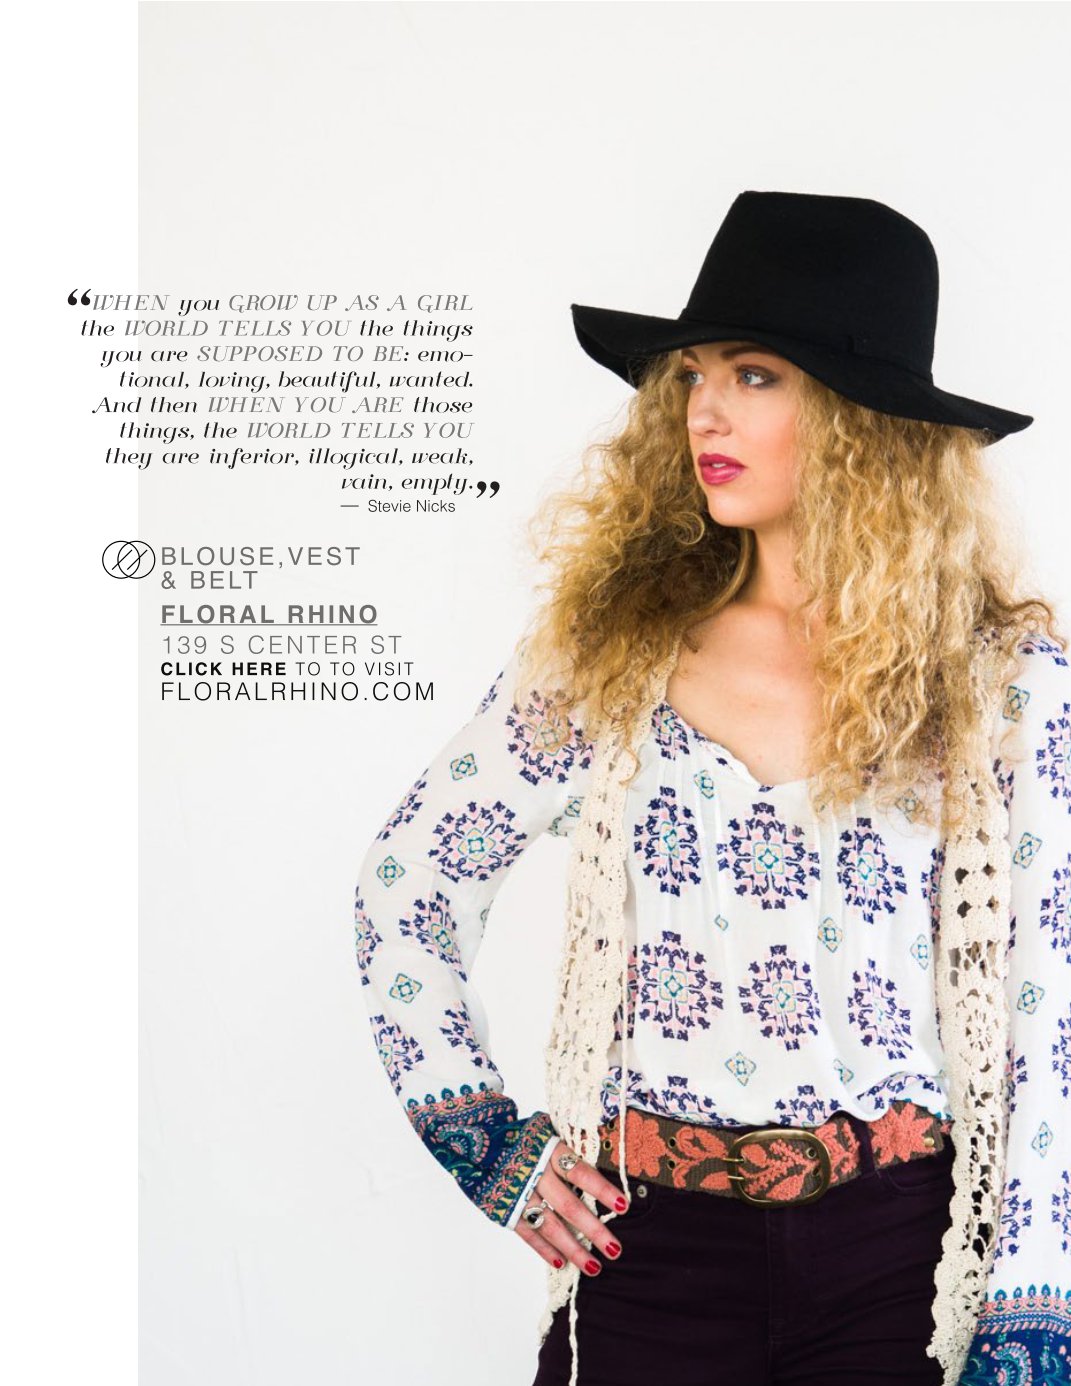 “WHEN you GROW UP AS A GIRL
the WORLD TELLS YOU the things
you are SUPPOSED TO BE: emo-
tional, loving, beautiful, wanted.
And then WHEN YOU ARE those
things, the WORLD TELLS YOU
they are inferior, illogical, weak,
vain, empty.”
— Stevie Nicks
BLOUSE,VEST
& BELT
FLORAL RHINO
139 S CENTER ST
CLICK HERE TO TO VISIT
FLORALRHINO.COM